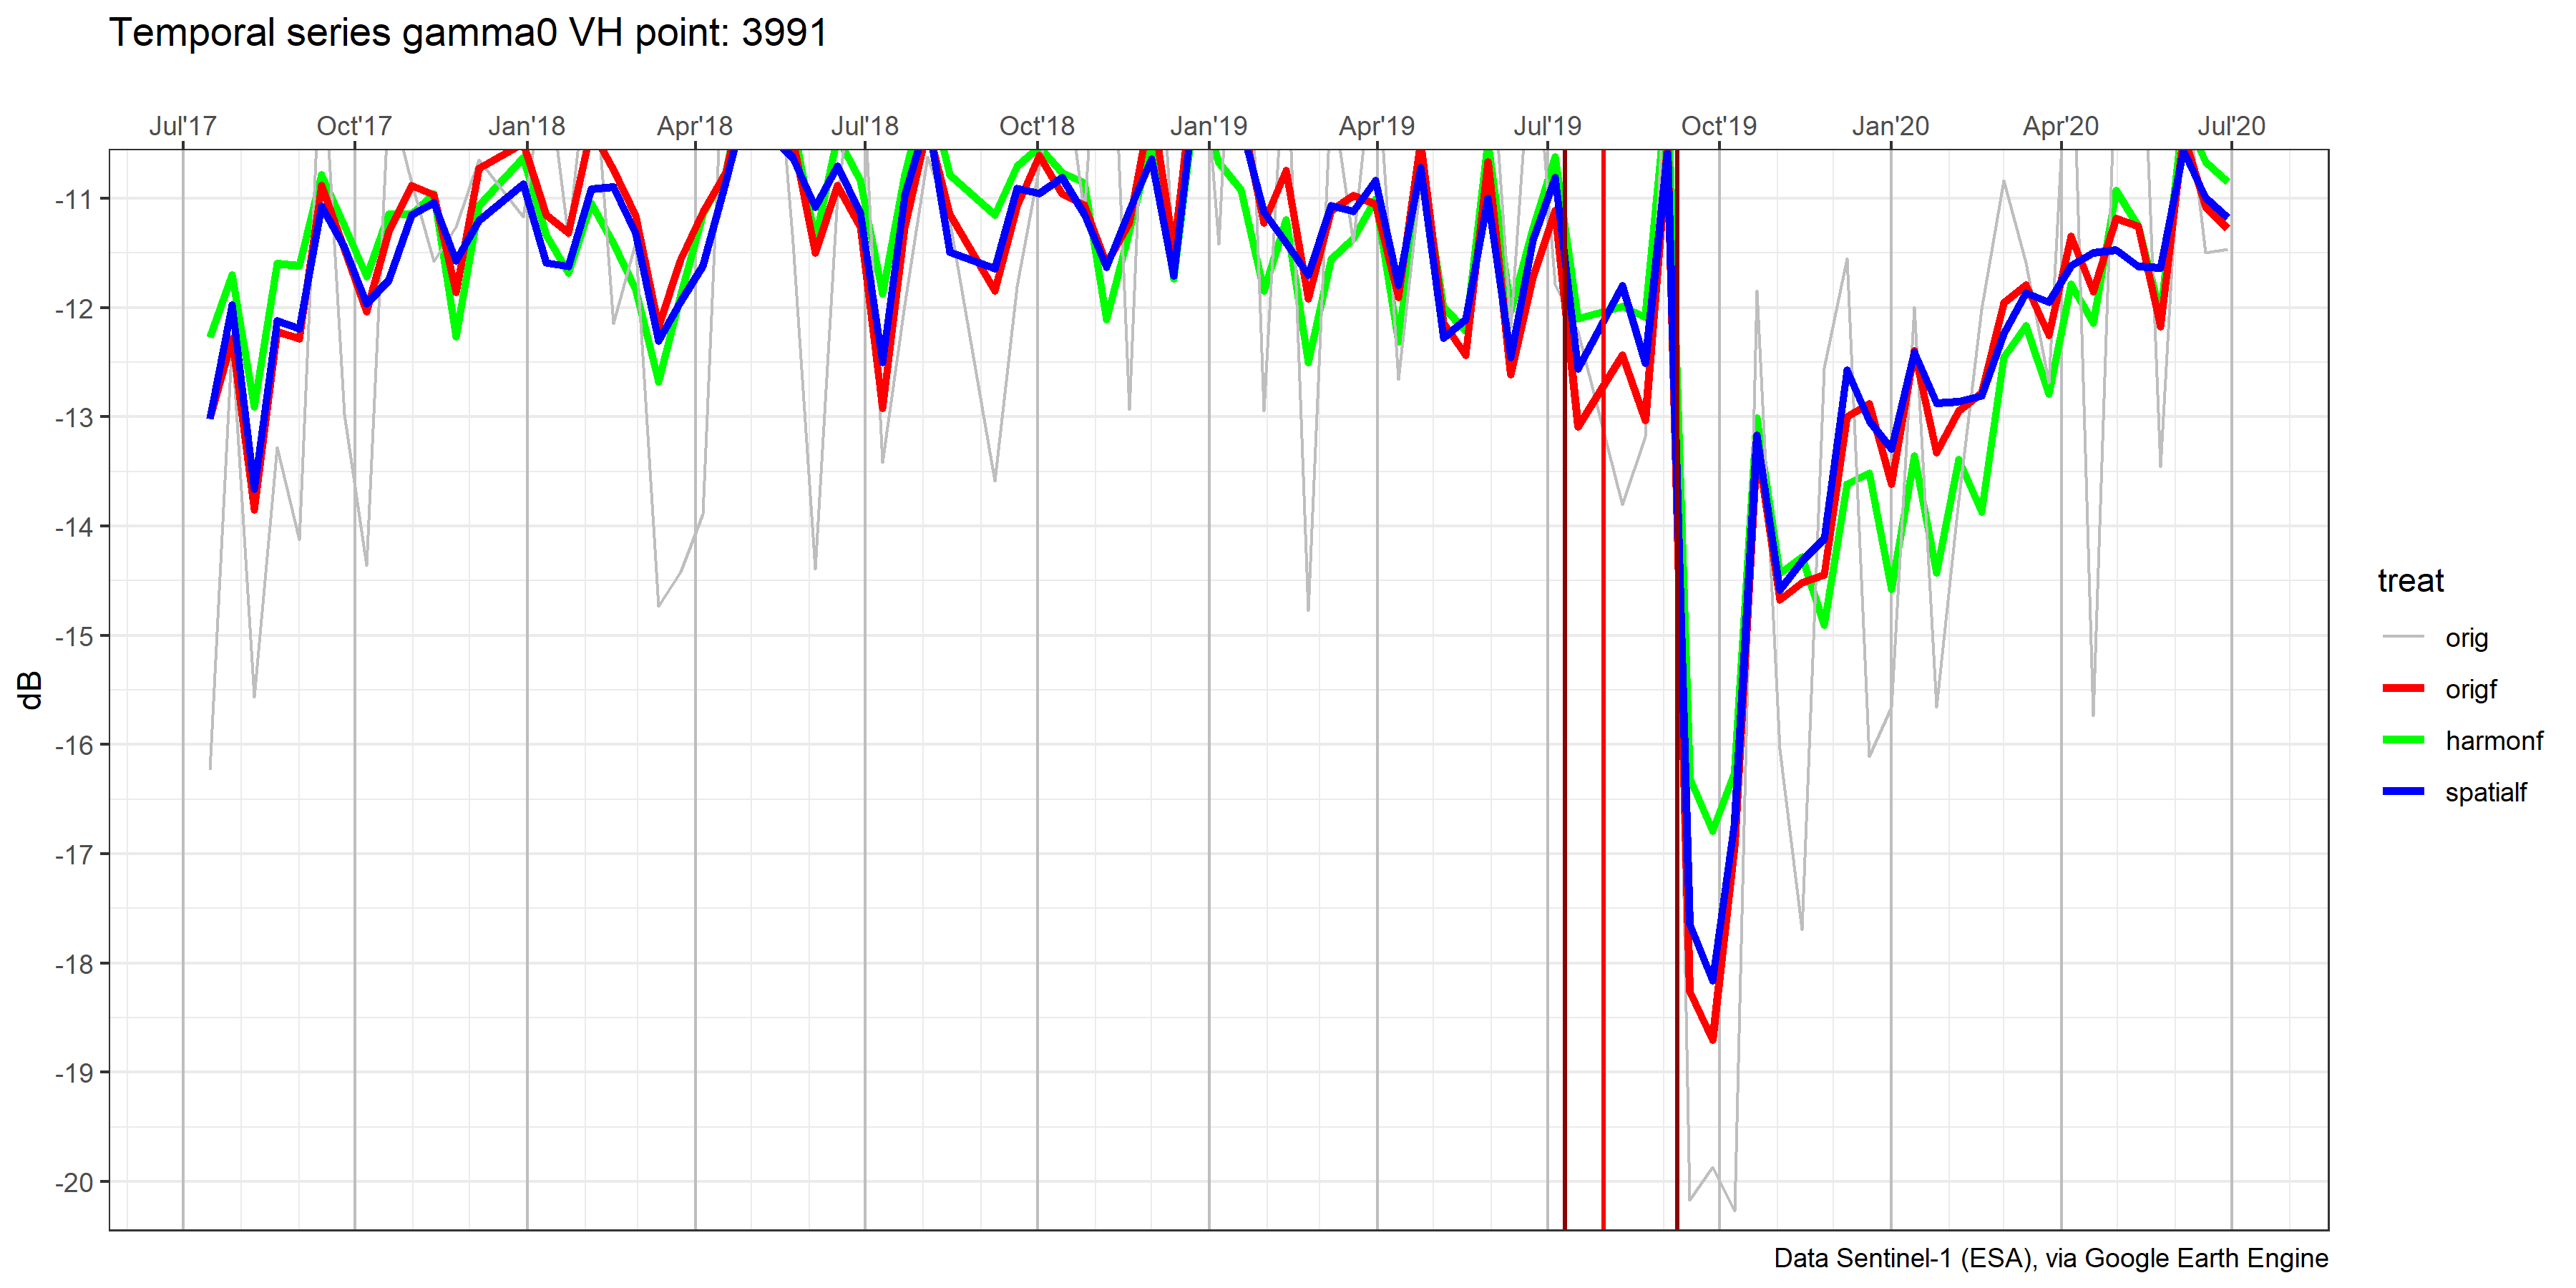 Temporal series gamma0 VH point: 3991
Jul'17 Oct'17 Jan'18 Apr'18 Jul'18 Oct'18 Jan'19 Apr'19 Jul'19 Oct'19 Jan'20 Apr'20 Jul'20
-11
-12
-13
-14
-15
-16
-17
-18
-19
-20
dB
treat
orig
origf
harmonf
spatialf
Data Sentinel-1 (ESA), via Google Earth Engine